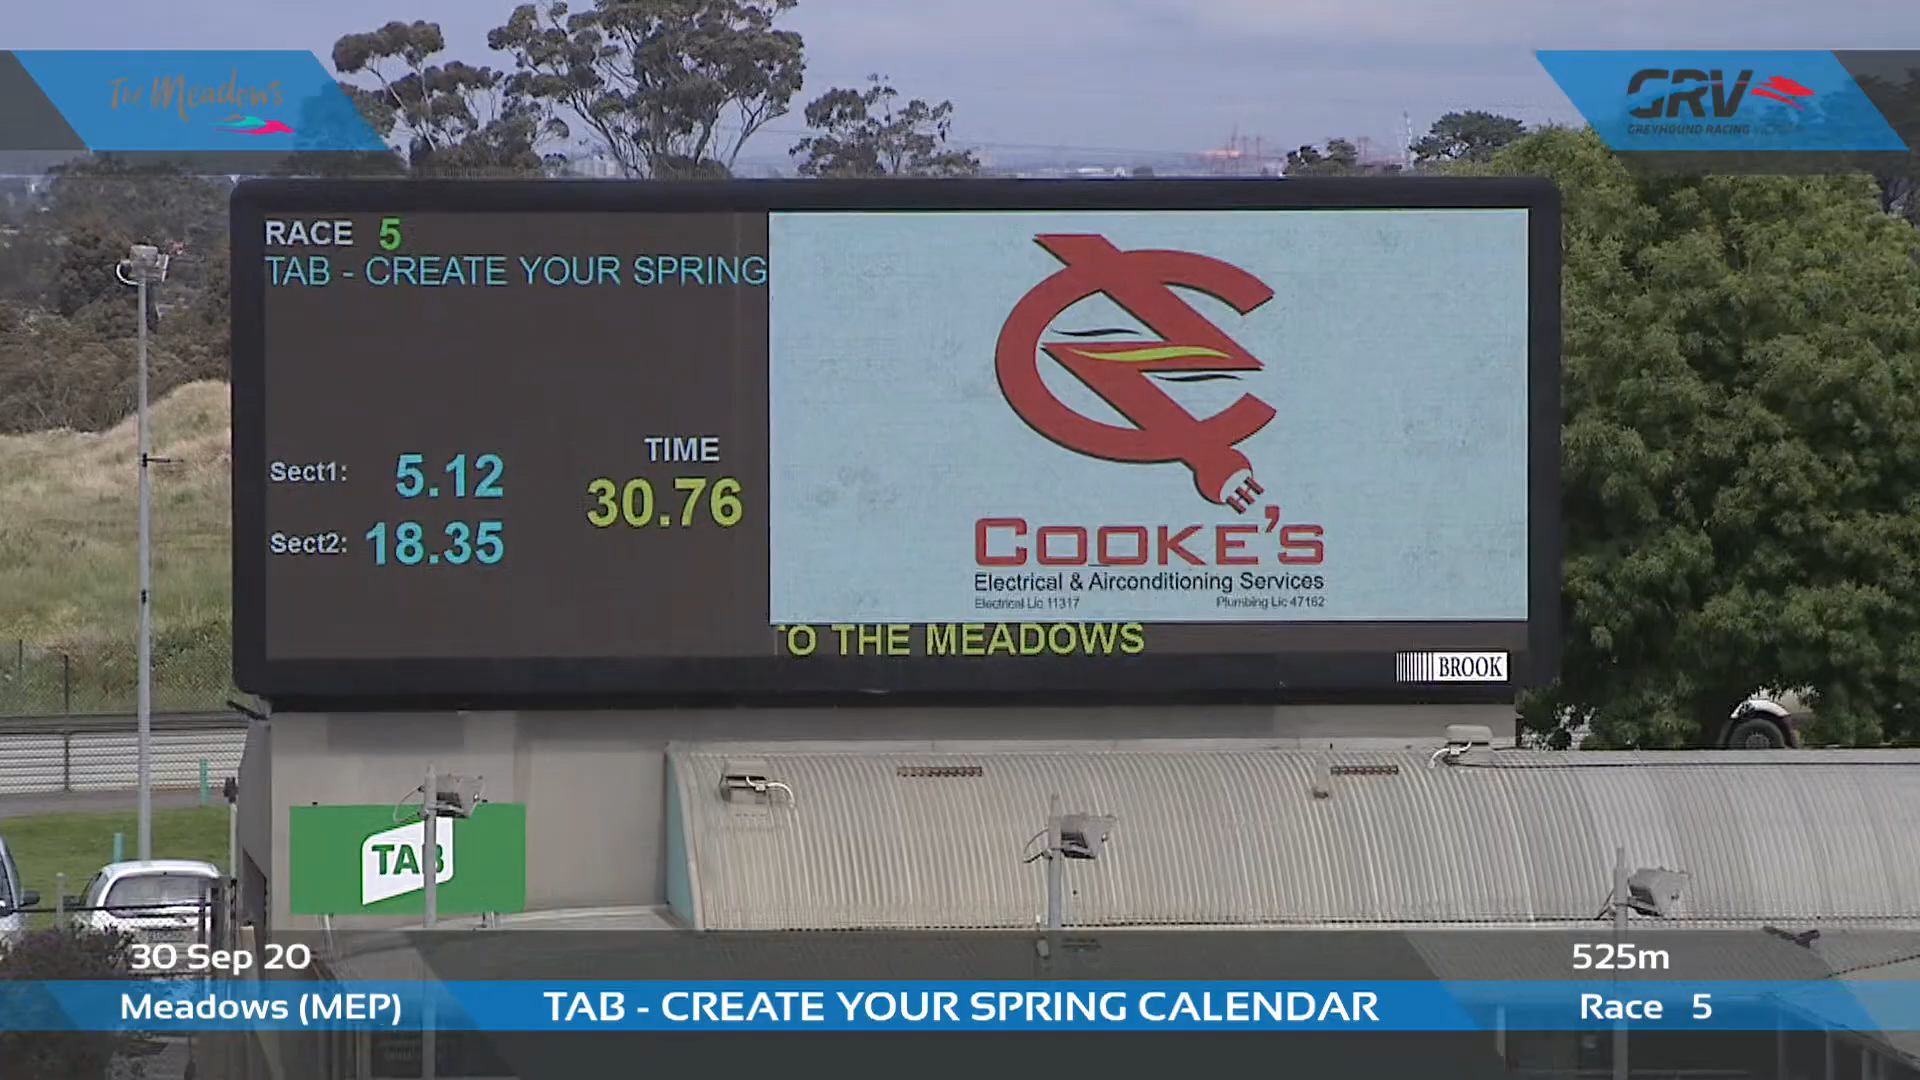 The Meadows
GRV
GREYHOUND RACING
RACE 5
TAB - CREATE YOUR SPRING
Sect1: 5.12
TIME
30.76
Sect2: 18.35
COOKE'S
Electrical & Airconditioning Services
Electrical Lic 11317 Plumbing Lic 47162
O THE MEADOWS
BROOK
TAB
30 Sep 20
525m
Meadows (MEP)
TAB - CREATE YOUR SPRING CALENDAR
Race 5